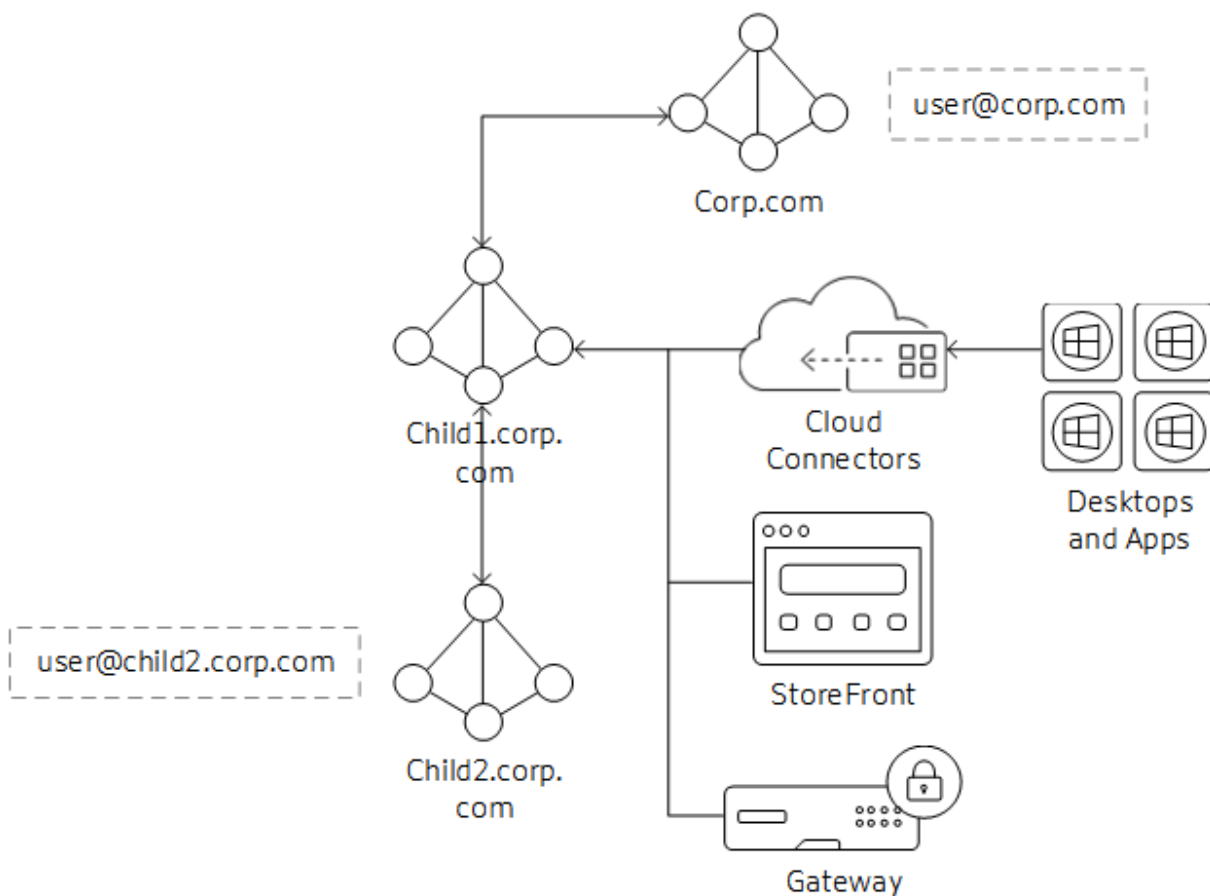 user@corp.com
Corp.com
Child1.corp.
com
Cloud
Connectors
Desktops
and Apps
user@child2.corp.com
StoreFront
Child2.corp.
com
Gateway